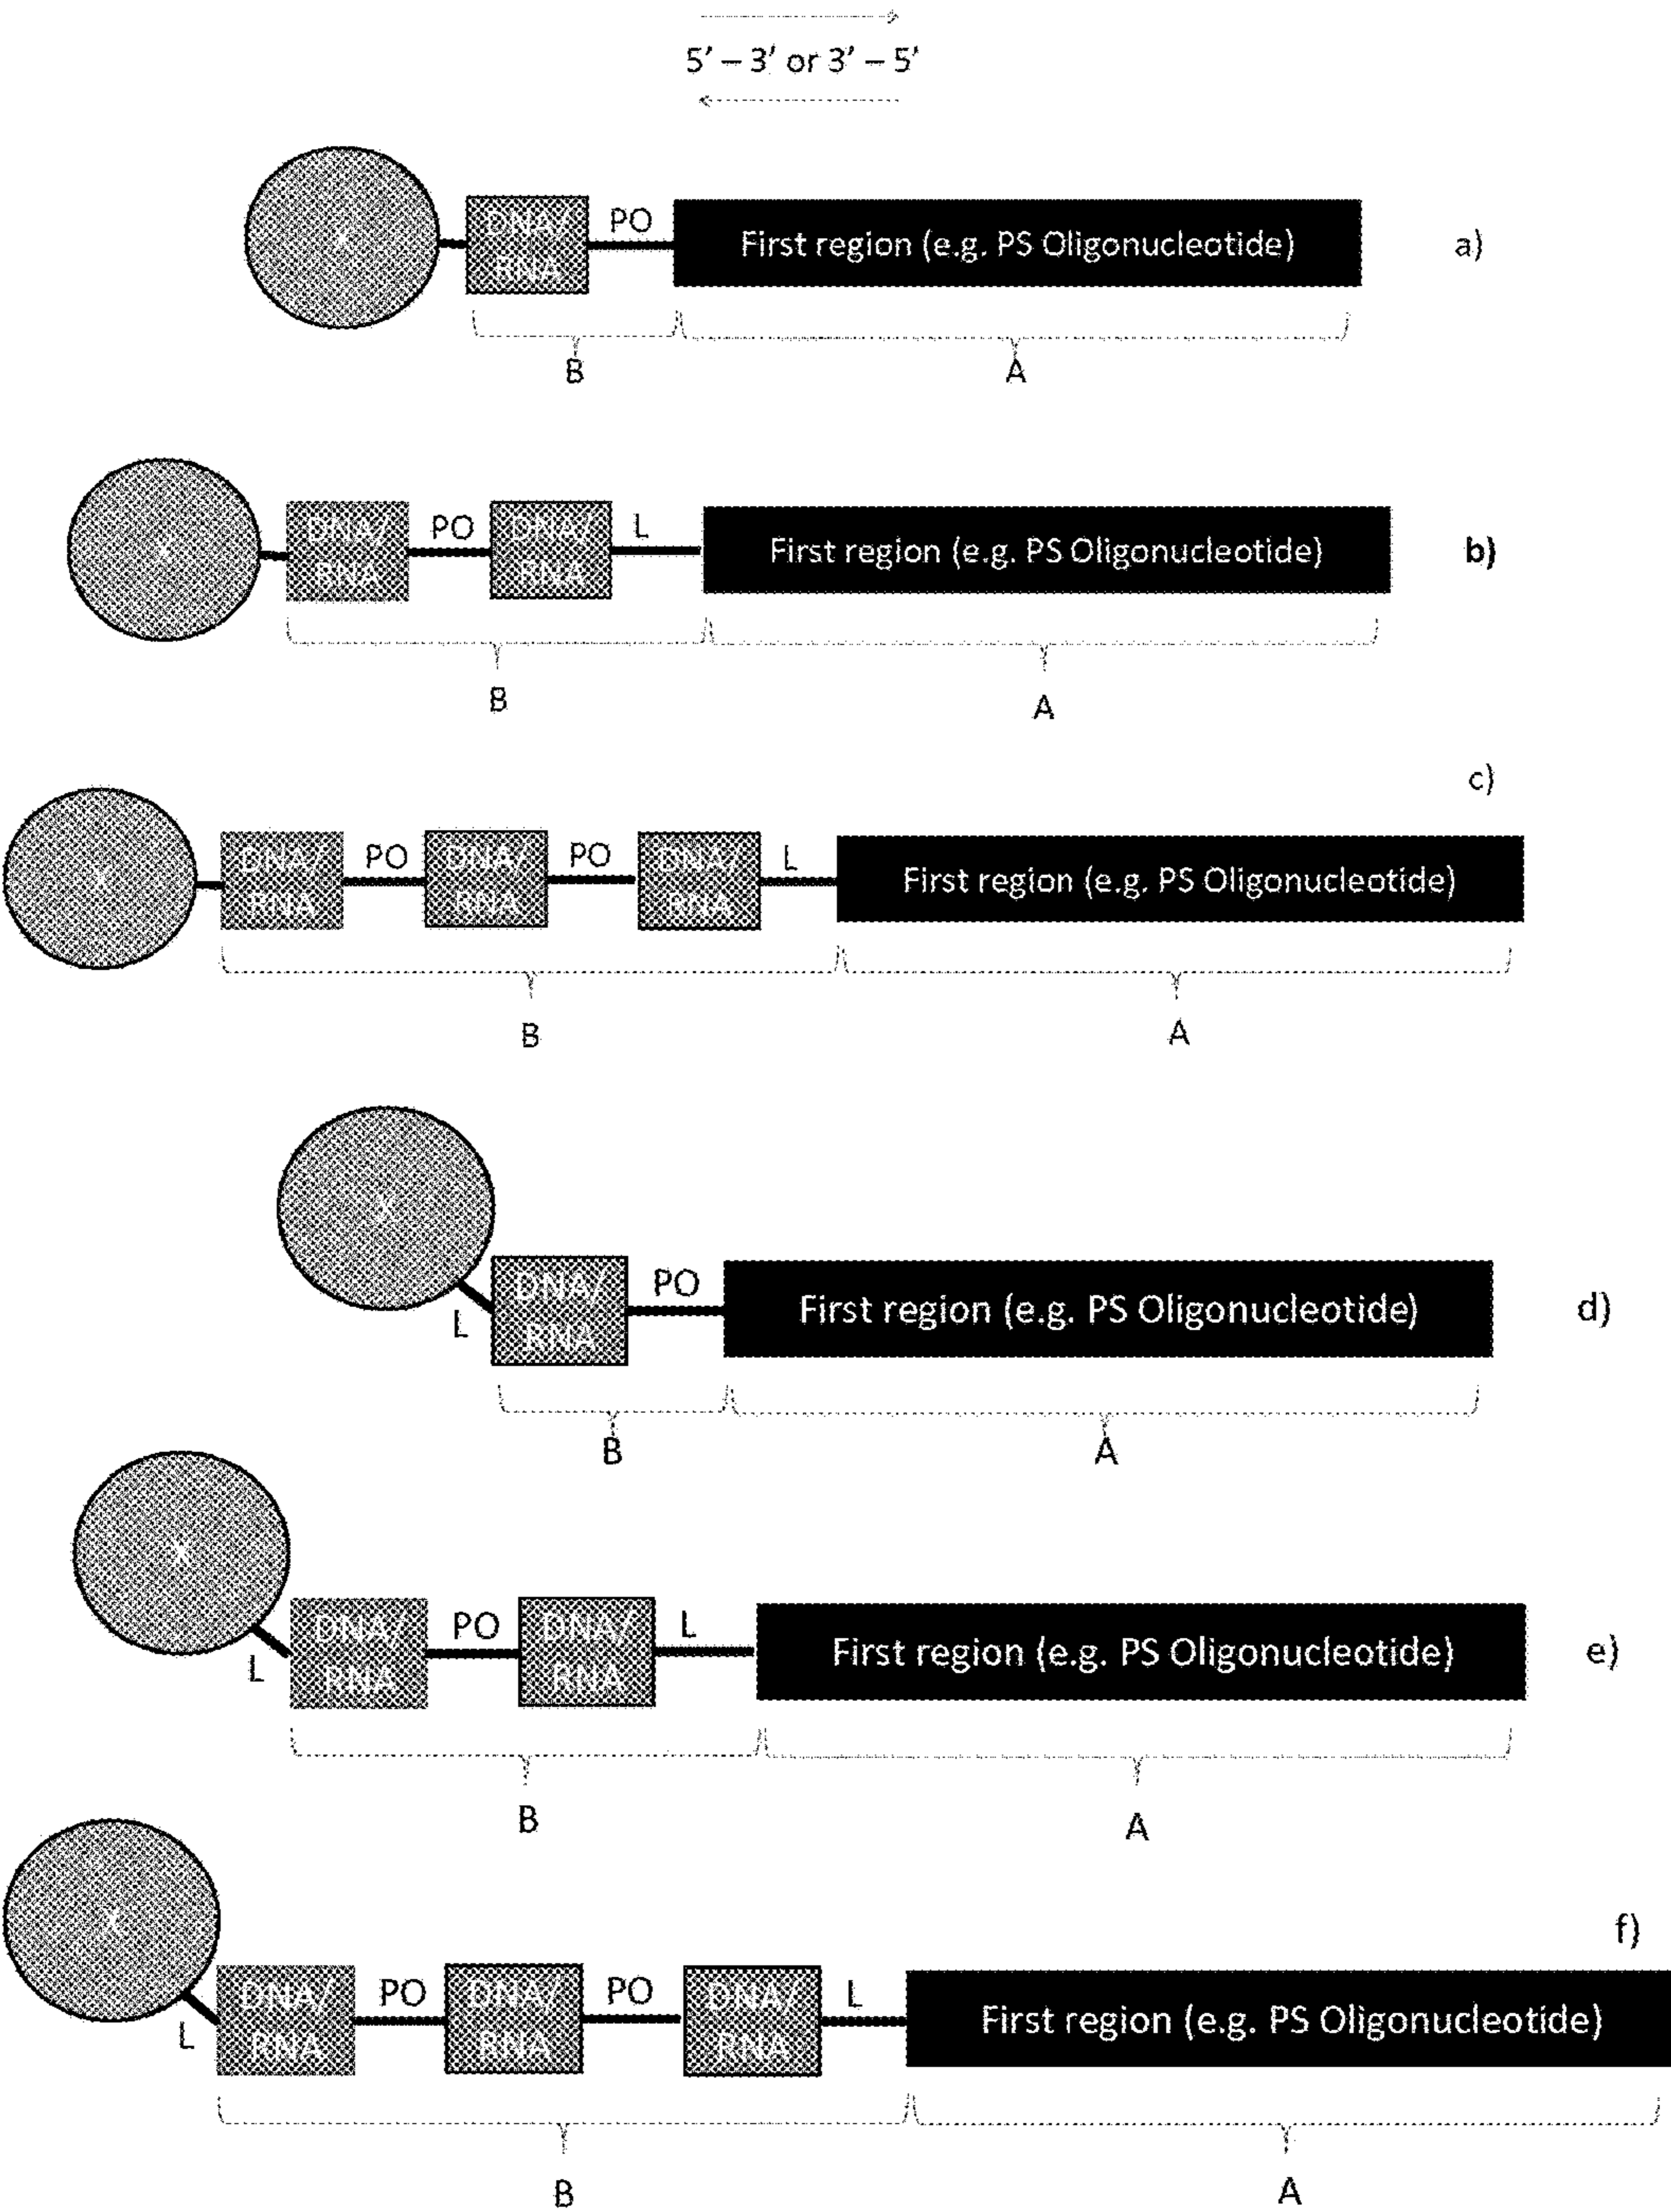 5' – 3' or 3' – 5'
X DNA/ RNA PO First region (e.g. PS Oligonucleotide) a)
B A
X DNA/ RNA PO DNA/ RNA L First region (e.g. PS Oligonucleotide) b)
B A
c)
X DNA/ RNA PO DNA/ RNA PO DNA/ RNA L First region (e.g. PS Oligonucleotide)
B A
X L DNA/ RNA PO First region (e.g. PS Oligonucleotide) d)
B A
X L DNA/ RNA PO DNA/ RNA L First region (e.g. PS Oligonucleotide) e)
B A
f)
X L DNA/ RNA PO DNA/ RNA PO DNA/ RNA L First region (e.g. PS Oligonucleotide)
B A